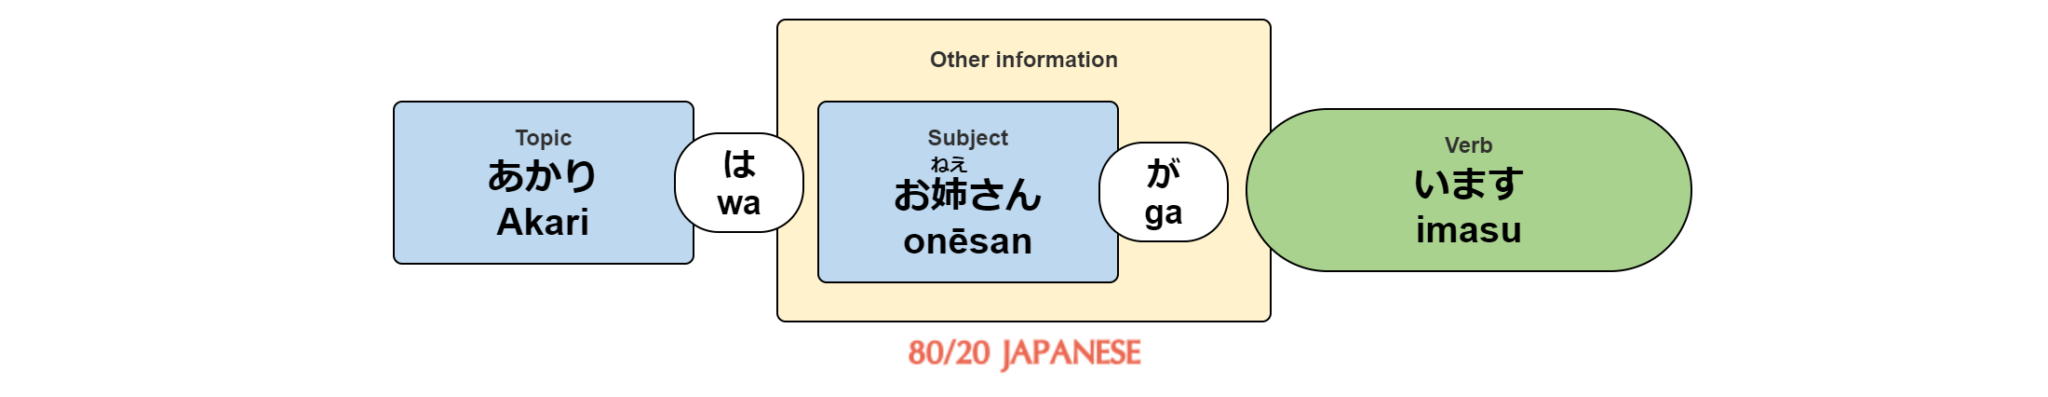 Topic
あかり
Akari
は
wa
Other information
Subject
ねえ
お姉さん
onēsan
が
ga
Verb
います
imasu
80/20 JAPANESE